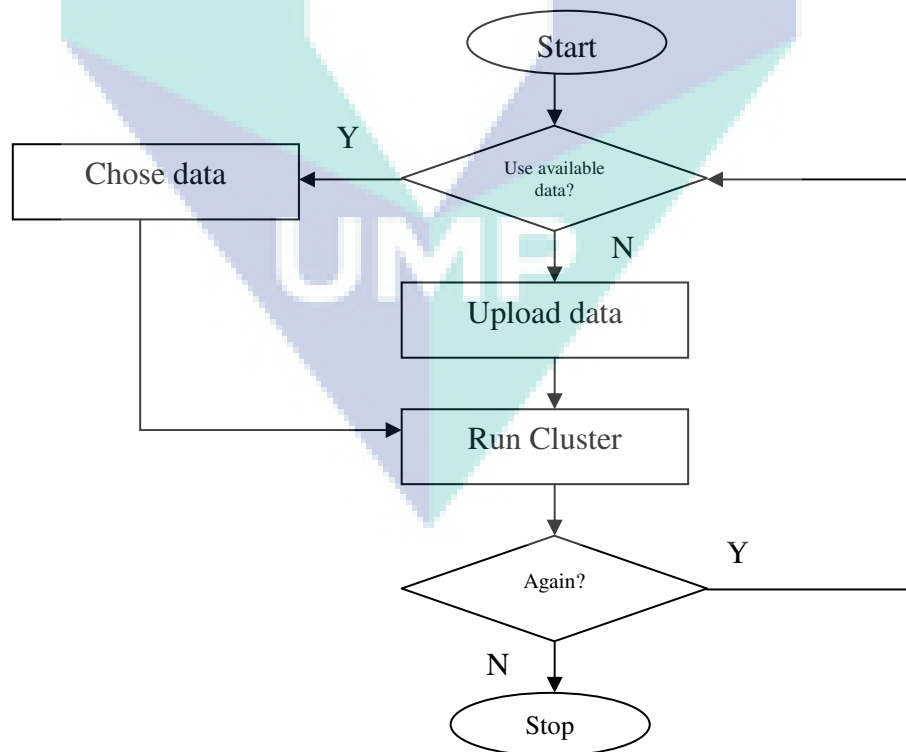 Start
Y
Use available
data?
Chose data
N
UMP
Upload data
Run Cluster
Y
Again?
N
Stop